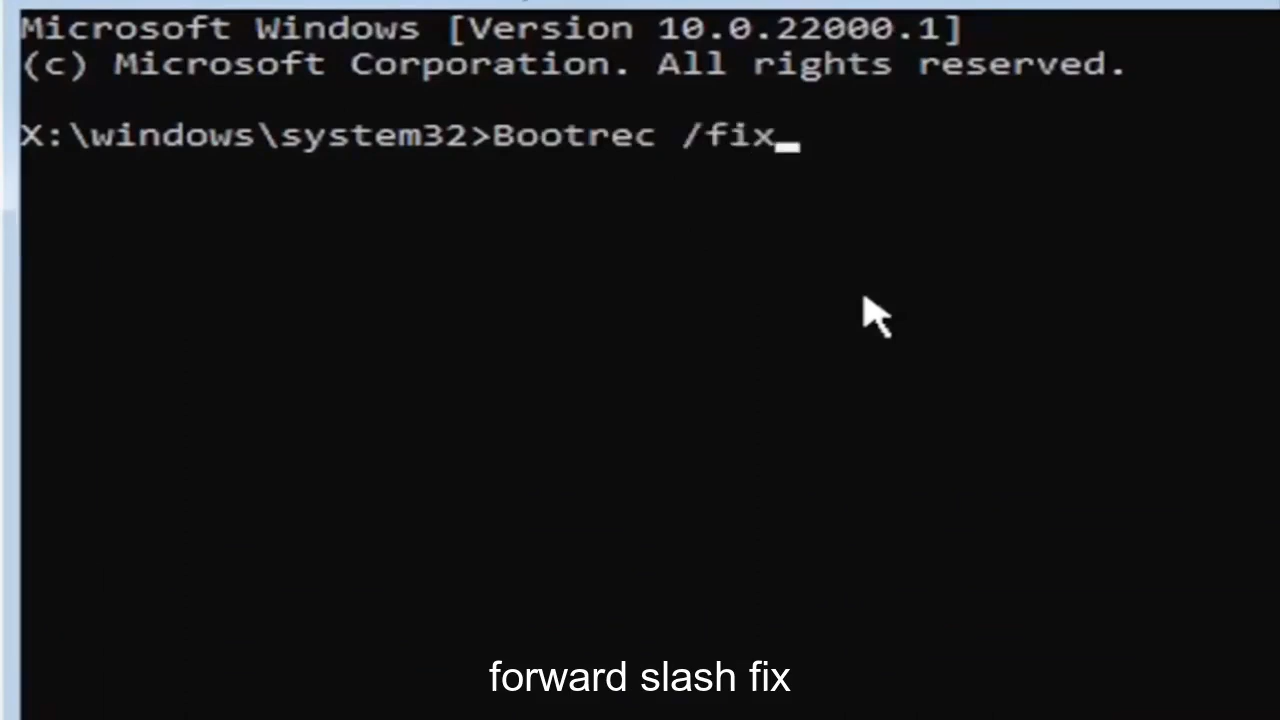 Microsoft Windows [Version 10.0.22000.1]
(c) Microsoft Corporation. All rights reserved.
X:\windows\system32>Bootrec /fix
forward slash fix